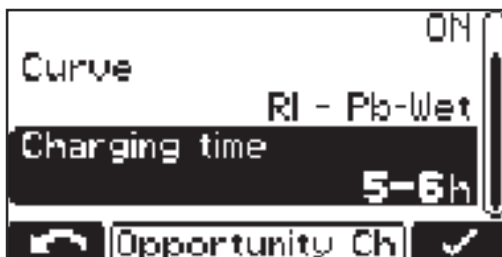 ON
Curve
RI - Pb-Wet
Charging time
5-6h
Opportunity Ch